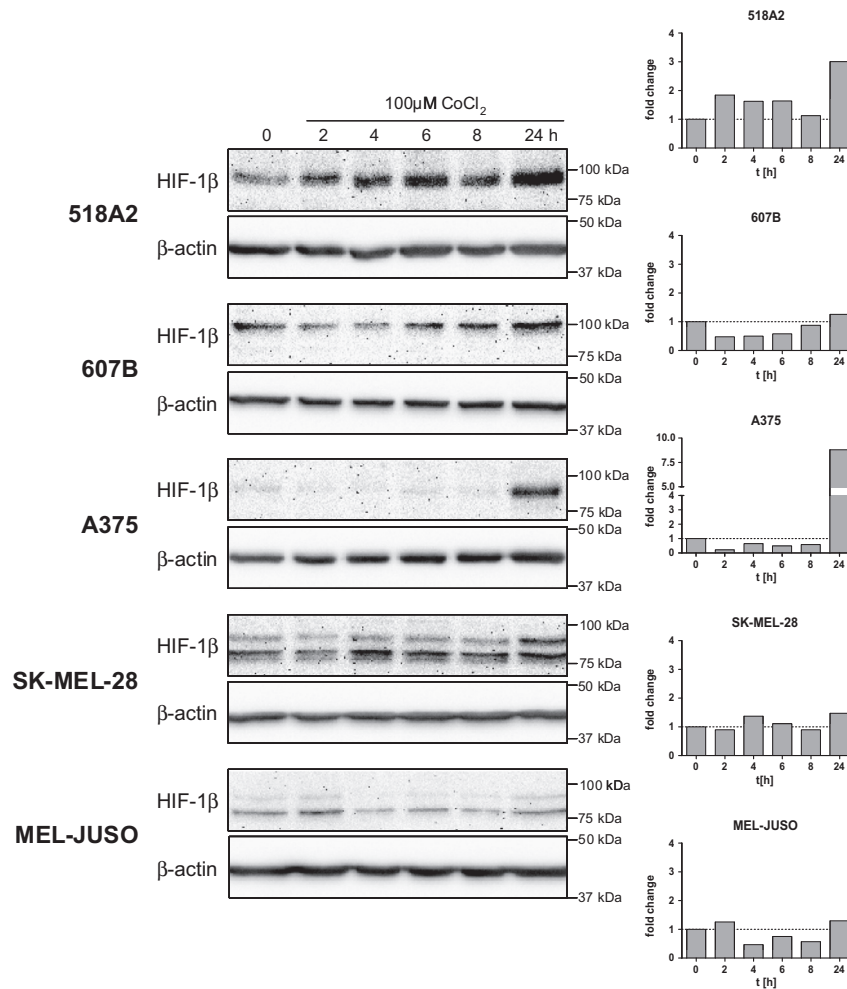 100µM CoCl2
0 2 4 6 8 24 h
518A2
HIF-1β
100 kDa
75 kDa
β-actin
50 kDa
37 kDa
607B
HIF-1β
100 kDa
75 kDa
β-actin
50 kDa
37 kDa
A375
HIF-1β
100 kDa
75 kDa
β-actin
50 kDa
37 kDa
SK-MEL-28
HIF-1β
100 kDa
75 kDa
β-actin
50 kDa
37 kDa
MEL-JUSO
HIF-1β
100 kDa
75 kDa
β-actin
50 kDa
37 kDa
518A2
fold change
4
3
2
1
0
0 2 4 6 8 24
t [h]
607B
fold change
4
3
2
1
0
0 2 4 6 8 24
t [h]
A375
fold change
10.0
7.5
5.0
4
3
2
1
0
0 2 4 6 8 24
t [h]
SK-MEL-28
fold change
4
3
2
1
0
0 2 4 6 8 24
t[h]
MEL-JUSO
fold change
4
3
2
1
0
0 2 4 6 8 24
t [h]